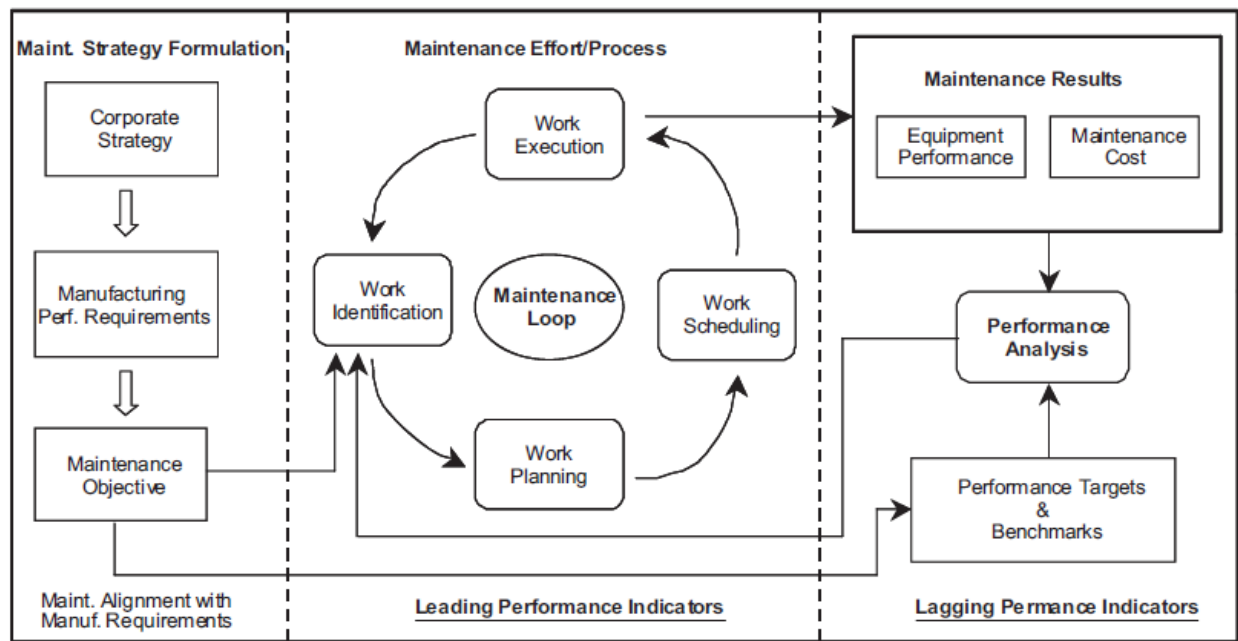 Maint. Strategy Formulation
Corporate
Strategy
Manufacturing
Perf. Requirements
Maintenance
Objective
Maint. Alignment with
Manuf. Requirements
Maintenance Effort/Process
Work
Execution
Work
Identification
Maintenance
Loop
Work
Scheduling
Work
Planning
Leading Performance Indicators
Maintenance Results
Equipment
Performance
Maintenance
Cost
Performance
Analysis
Performance Targets
&
Benchmarks
Lagging Permance Indicators